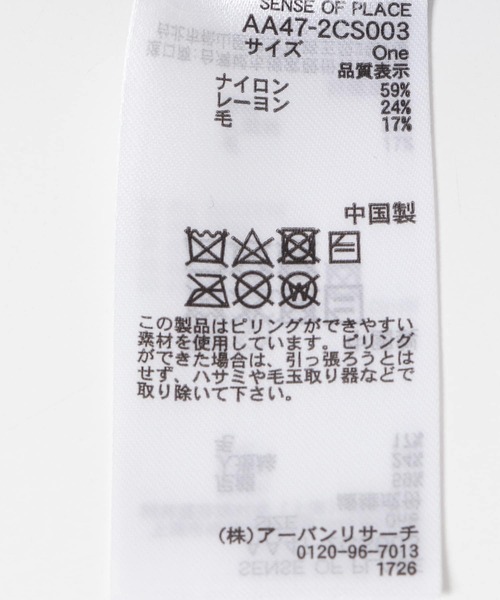 SENSE OF PLACE
AA47-2CS003
サイズ One
品質表示
ナイロン 59%
レーヨン 24%
毛 17%
中国製
この製品はピリングができやすい
素材を使用しています。ピリング
ができた場合は、引っ張ろうとは
せず、ハサミや毛玉取り器などで
取り除いて下さい。
(株)アーバンリサーチ
0120-96-7013
1726